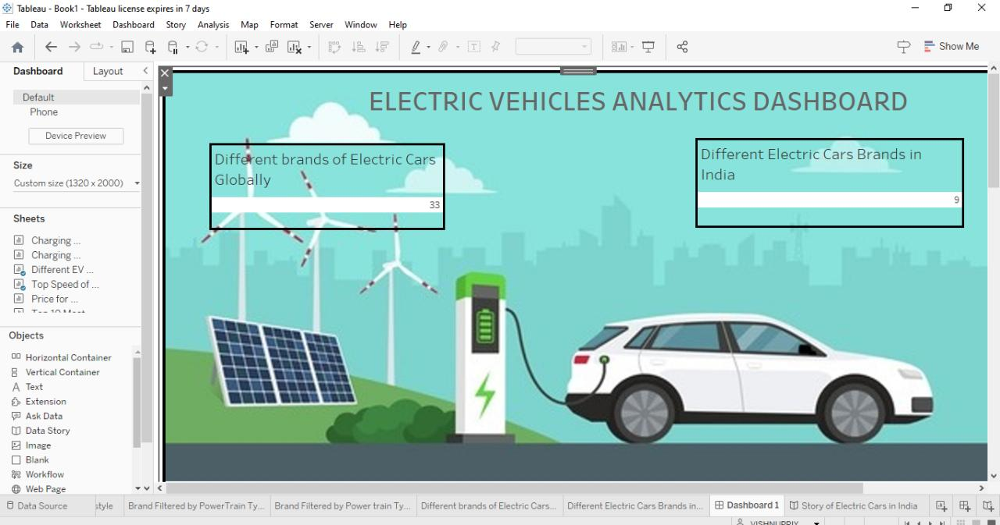 Tableau - Book1 - Tableau license expires in 7 days
File Data Worksheet Dashboard Story Analysis Map Format Server Window Help
Show Me
Dashboard Layout
Default
Phone
Device Preview
Size
Custom size (1320 x 2000)
Sheets
Charging ...
Charging ...
Different EV ...
Top Speed of ...
Price for ...
Objects
Horizontal Container
Vertical Container
Text
Extension
Ask Data
Data Story
Image
Blank
Workflow
Web Page
ELECTRIC VEHICLES ANALYTICS DASHBOARD
Different brands of Electric Cars
Globally
33
Different Electric Cars Brands in
India
9
Data Source style Brand Filtered by PowerTrain Ty... Brand Filtered by Power train Ty... Different brands of Electric Cars... Different Electric Cars Brands in... Dashboard 1 Story of Electric Cars in India